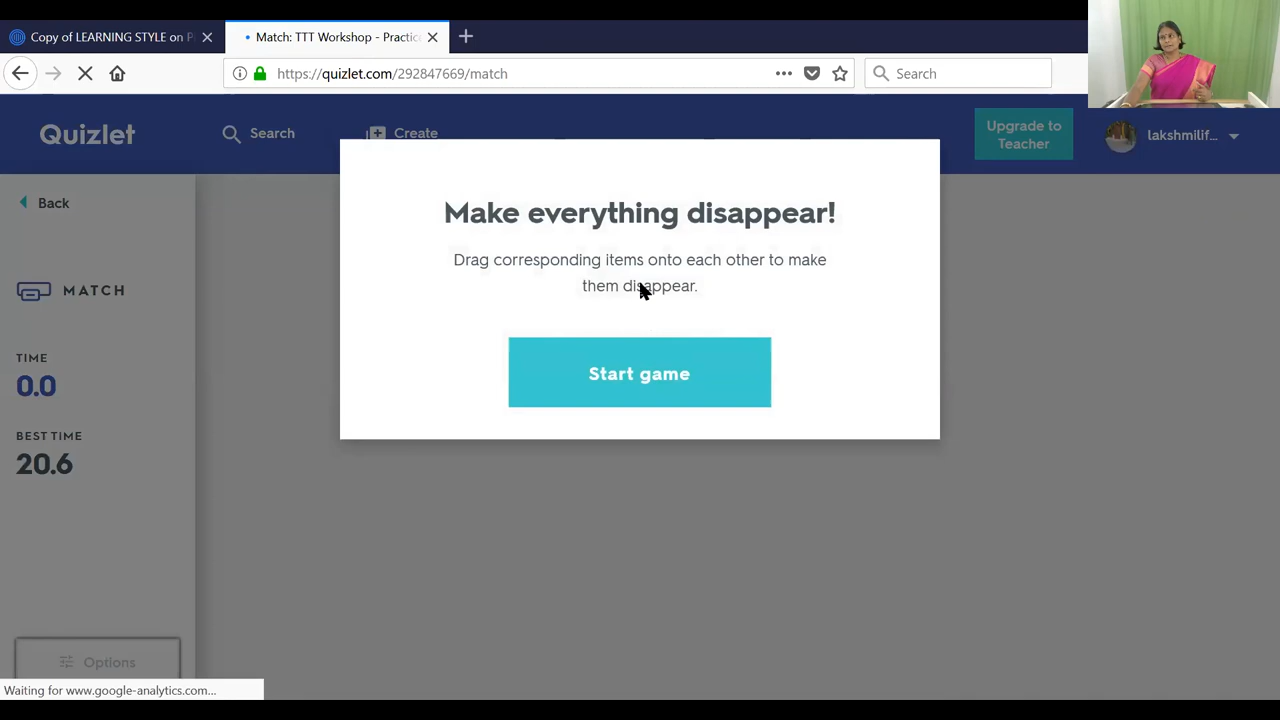 Copy of LEARNING STYLE on P
Match: TTT Workshop - Practic
https://quizlet.com/292847669/match
Search
Quizlet
Search
Create
Upgrade to
Teacher
lakshmilif...
Back
MATCH
TIME
0.0
BEST TIME
20.6
Make everything disappear!
Drag corresponding items onto each other to make
them disappear.
Start game
Options
Waiting for www.google-analytics.com...